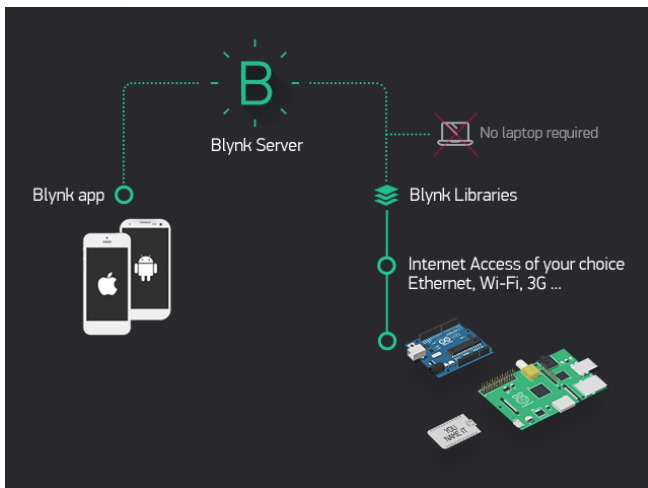 B
Blynk Server
No laptop required
Blynk app
Blynk Libraries
Internet Access of your choice
Ethernet, Wi-Fi, 3G ...
YOU
NAME IT